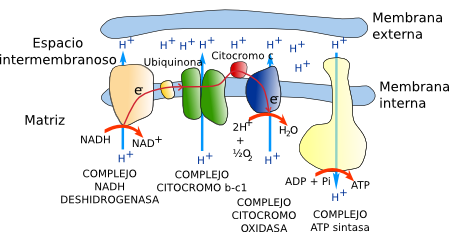 Membrana
externa
H⁺ H⁺ H⁺ H⁺ H⁺ H⁺ H⁺ H⁺ H⁺
Espacio
intermembranoso
Ubiquinona
Citocromo c
e⁻
e⁻
Membrana
interna
Matriz
NADH
NAD⁺
H⁺
2H⁺
+
½O₂
H₂O
H⁺
H⁺
ADP + Pi
ATP
H⁺
COMPLEJO
NADH
DESHIDROGENASA
COMPLEJO
CITOCROMO b-c1
COMPLEJO
CITOCROMO
OXIDASA
COMPLEJO
ATP sintasa